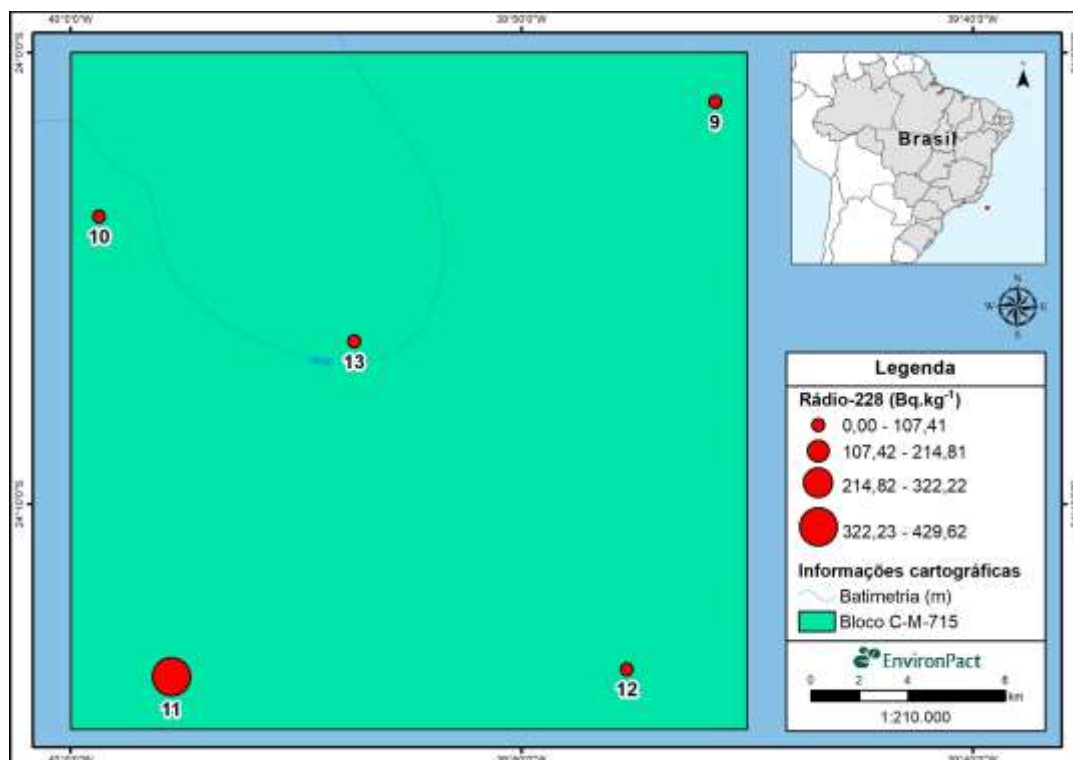 40°0'0"W
39°50'0"W
39°40'0"W
24°0'0"S
9
10
13
11
12
Brasil
N
W
E
S
Legenda
Rádio-228 (Bq.kg⁻¹)
0,00 - 107,41
107,42 - 214,81
214,82 - 322,22
322,23 - 429,62
Informações cartográficas
Batimetria (m)
Bloco C-M-715
EnvironPact
0 2 4 6
km
1:210.000
24°10'0"S